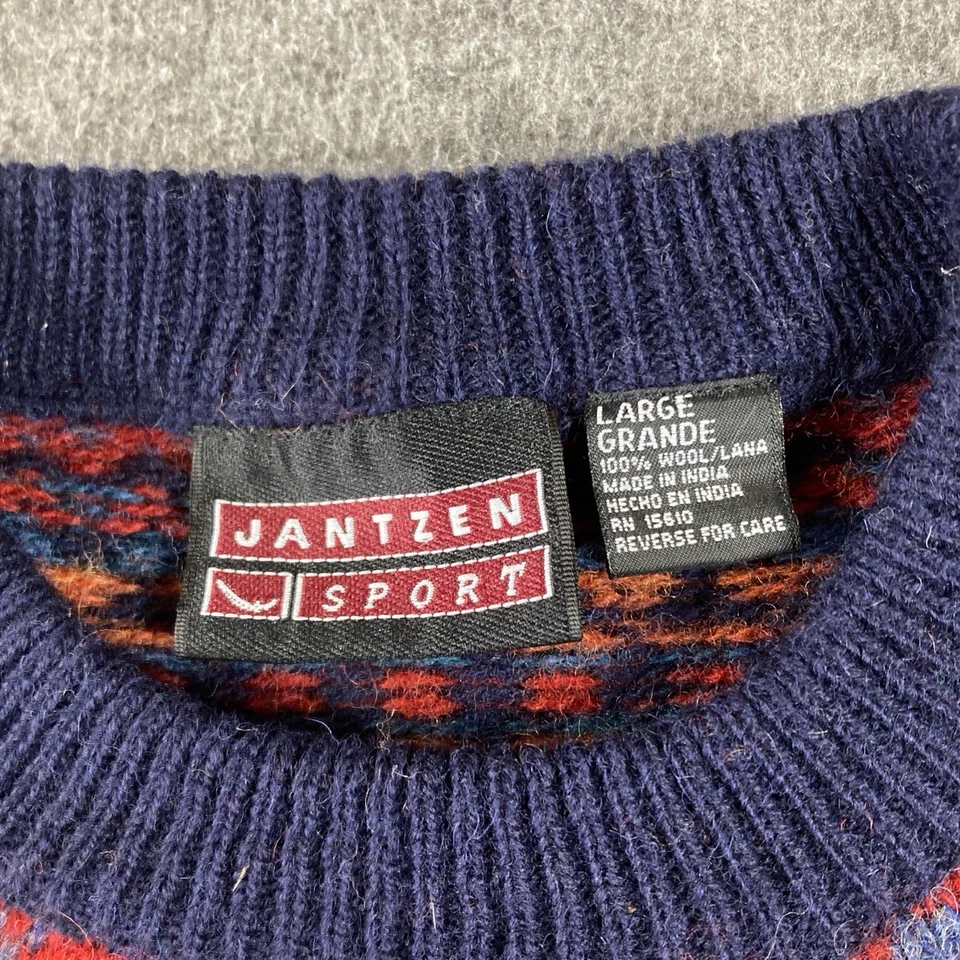 JANTZEN
SPORT
LARGE
GRANDE
100% WOOL/LANA
MADE IN INDIA
HECHO EN INDIA
RN 15610
REVERSE FOR CARE